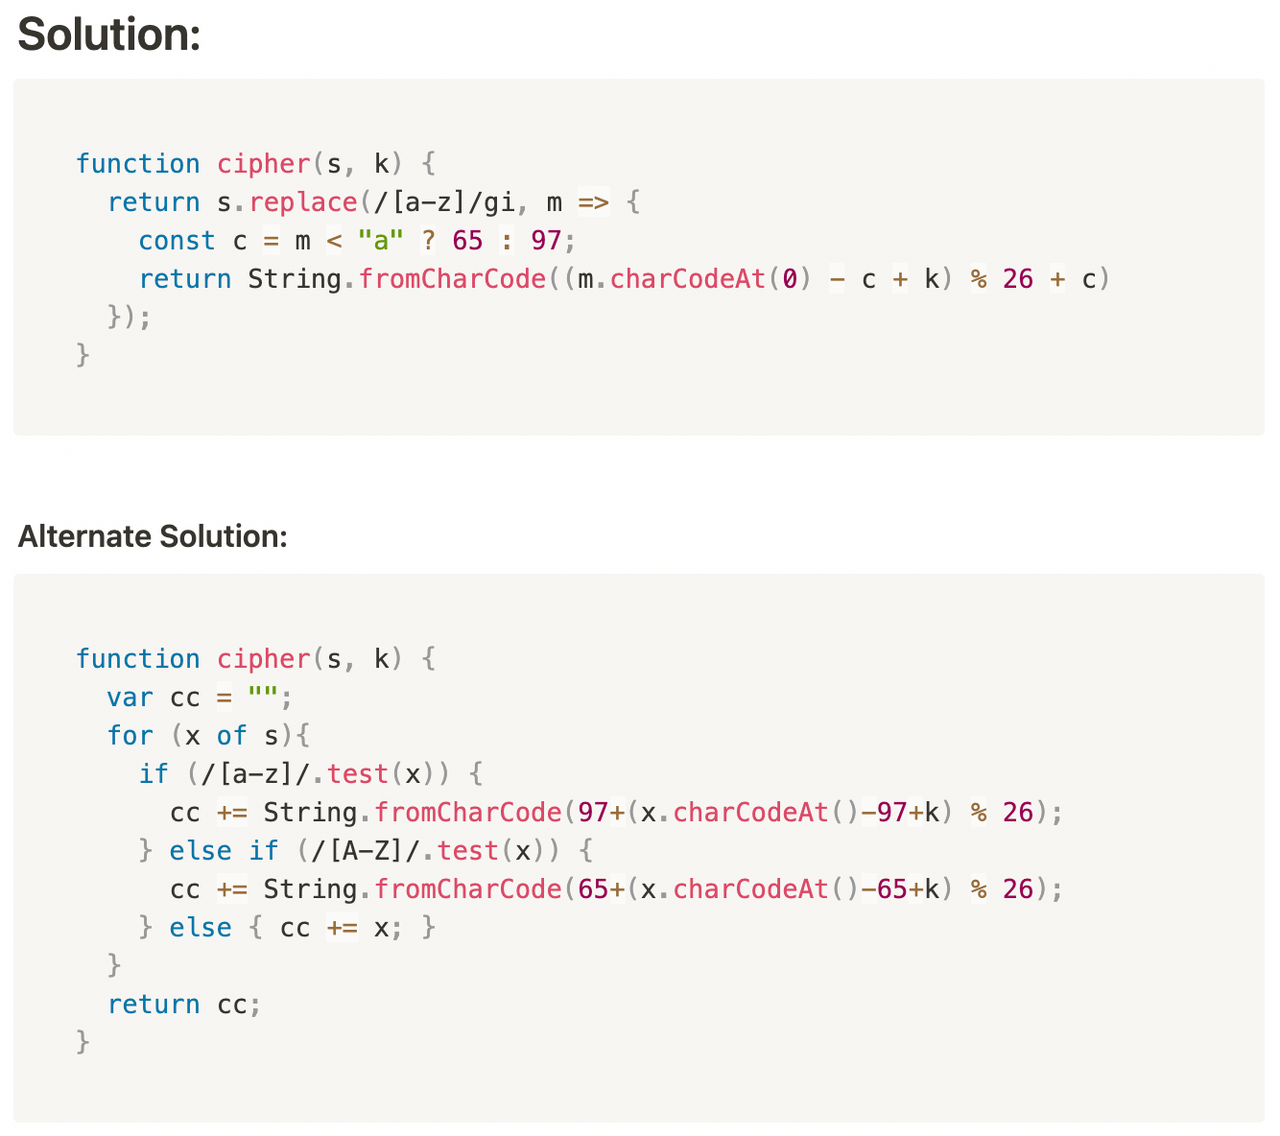 Solution:
function cipher(s, k) {
  return s.replace(/[a-z]/gi, m => {
    const c = m < "a" ? 65 : 97;
    return String.fromCharCode((m.charCodeAt(0) - c + k) % 26 + c)
  });
}
Alternate Solution:
function cipher(s, k) {
  var cc = "";
  for (x of s){
    if (/[a-z]/.test(x)) {
      cc += String.fromCharCode(97+(x.charCodeAt()-97+k) % 26);
    } else if (/[A-Z]/.test(x)) {
      cc += String.fromCharCode(65+(x.charCodeAt()-65+k) % 26);
    } else { cc += x; }
  }
  return cc;
}